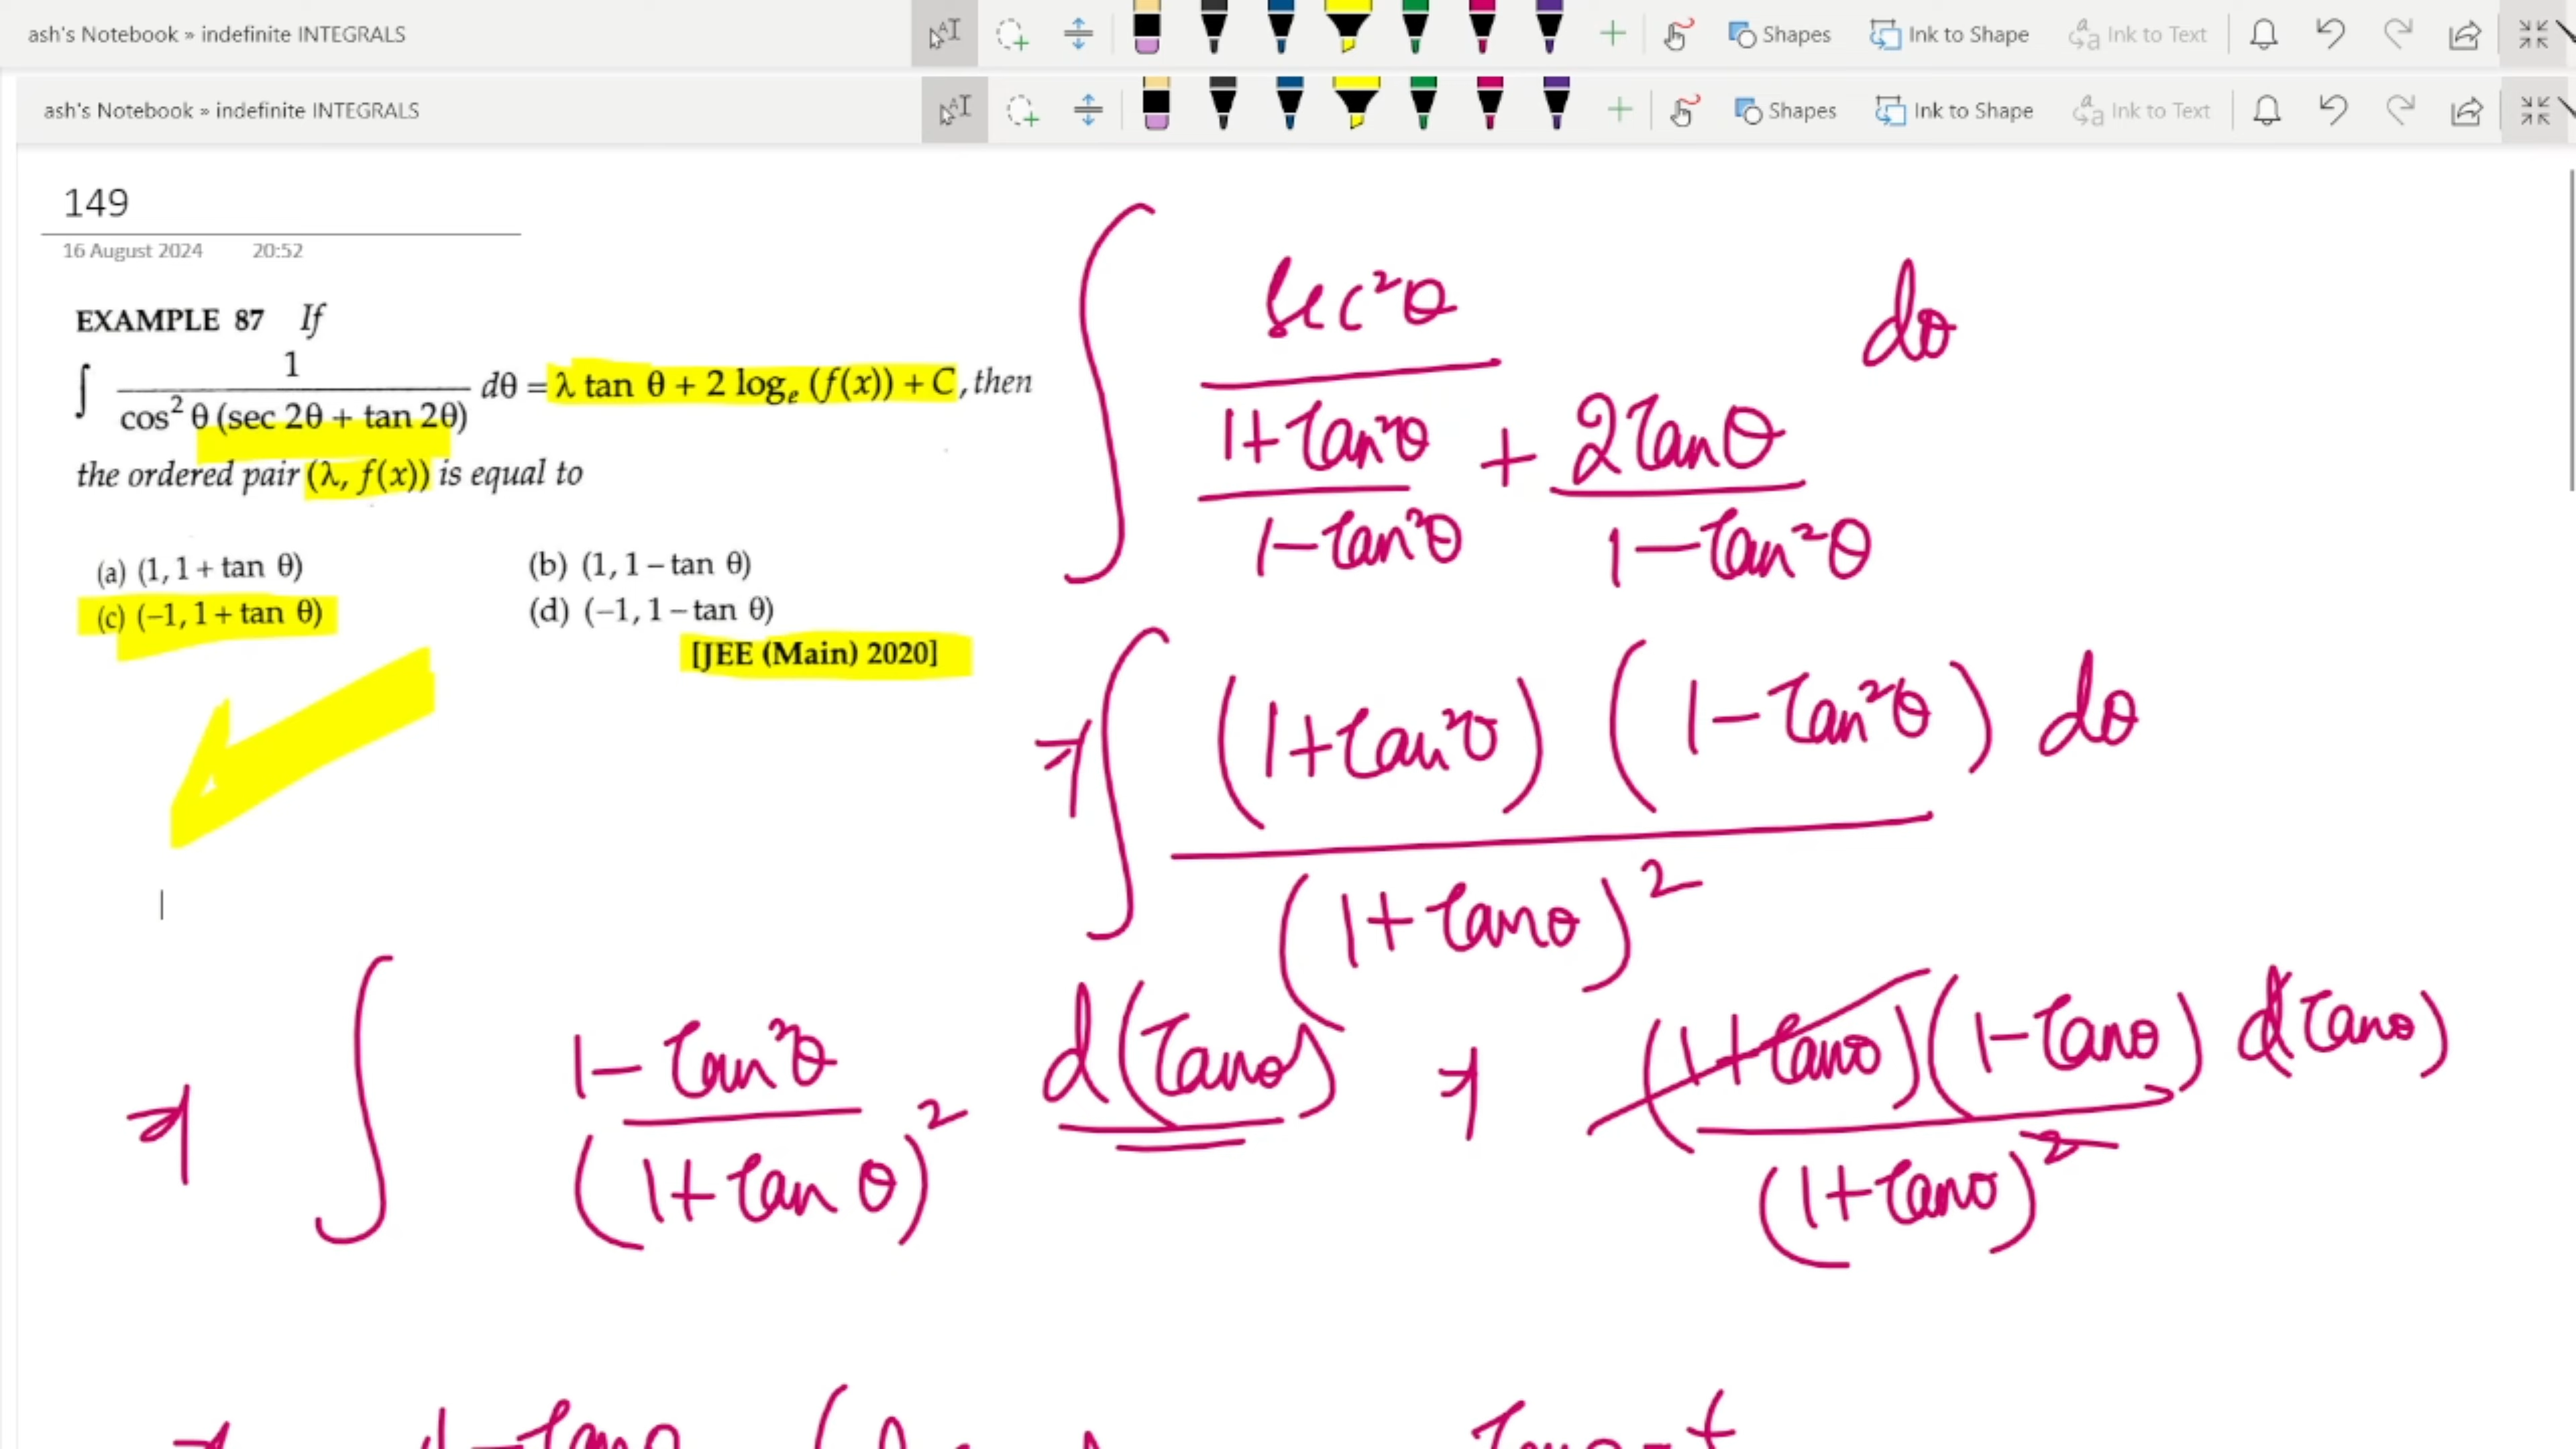 ash's Notebook » indefinite INTEGRALS Shapes Ink to Shape Ink to Text
ash's Notebook » indefinite INTEGRALS Shapes Ink to Shape Ink to Text
149
16 August 2024 20:52
EXAMPLE 87 If
∫ 1 / (cos² θ (sec 2θ + tan 2θ)) dθ = λ tan θ + 2 logₑ (f(x)) + C, then
the ordered pair (λ, f(x)) is equal to
(a) (1, 1 + tan θ) (b) (1, 1 – tan θ)
(c) (–1, 1 + tan θ) (d) (–1, 1 – tan θ)
[JEE (Main) 2020]
∫ sec²θ / ((1+tan²θ)/(1-tan²θ) + 2tanθ/(1-tan²θ)) dθ
⇒ ∫ (1+tan²θ)(1-tan²θ) dθ / (1+tanθ)²
⇒ ∫ (1-tan²θ)/(1+tan θ)² d(tanθ) ⇒ (1+tanθ)(1-tanθ) d(tanθ) / (1+tanθ)²